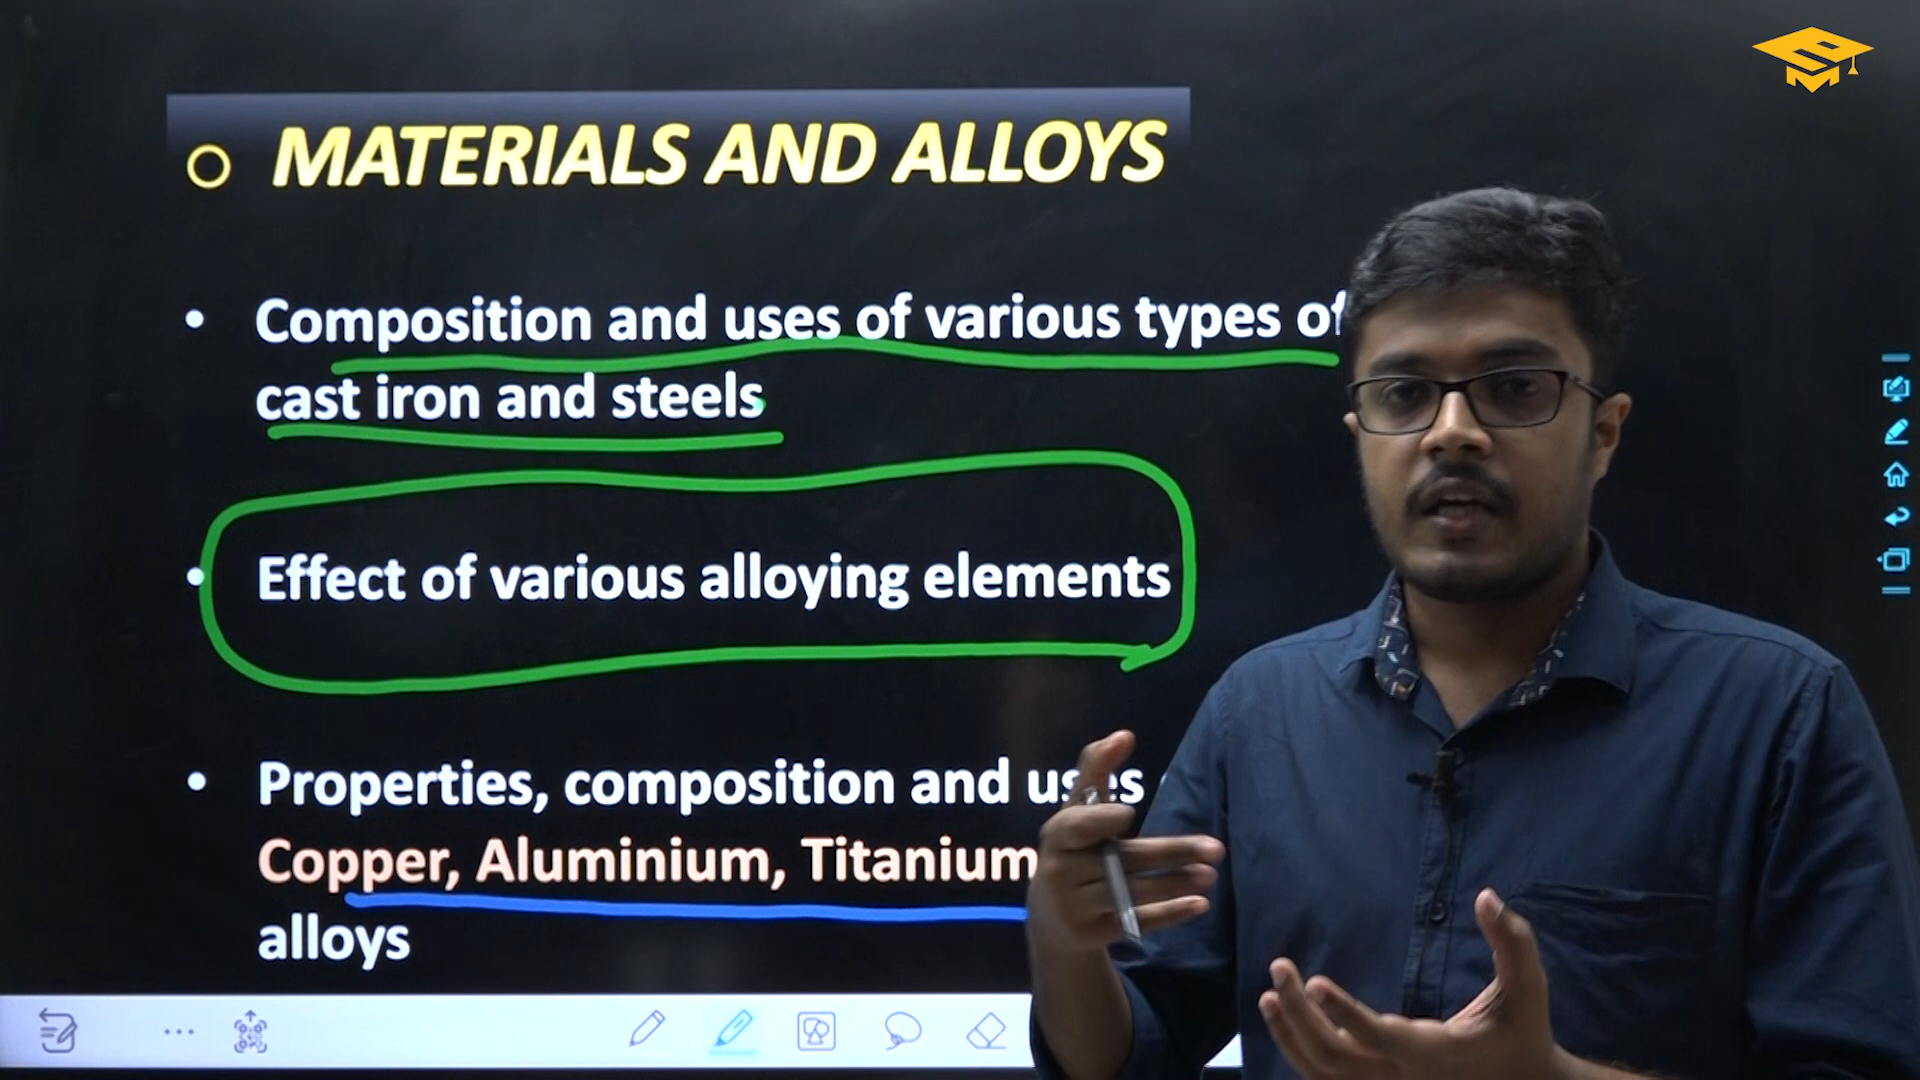 MATERIALS AND ALLOYS
Composition and uses of various types of
cast iron and steels
Effect of various alloying elements
Properties, composition and uses
Copper, Aluminium, Titanium
alloys